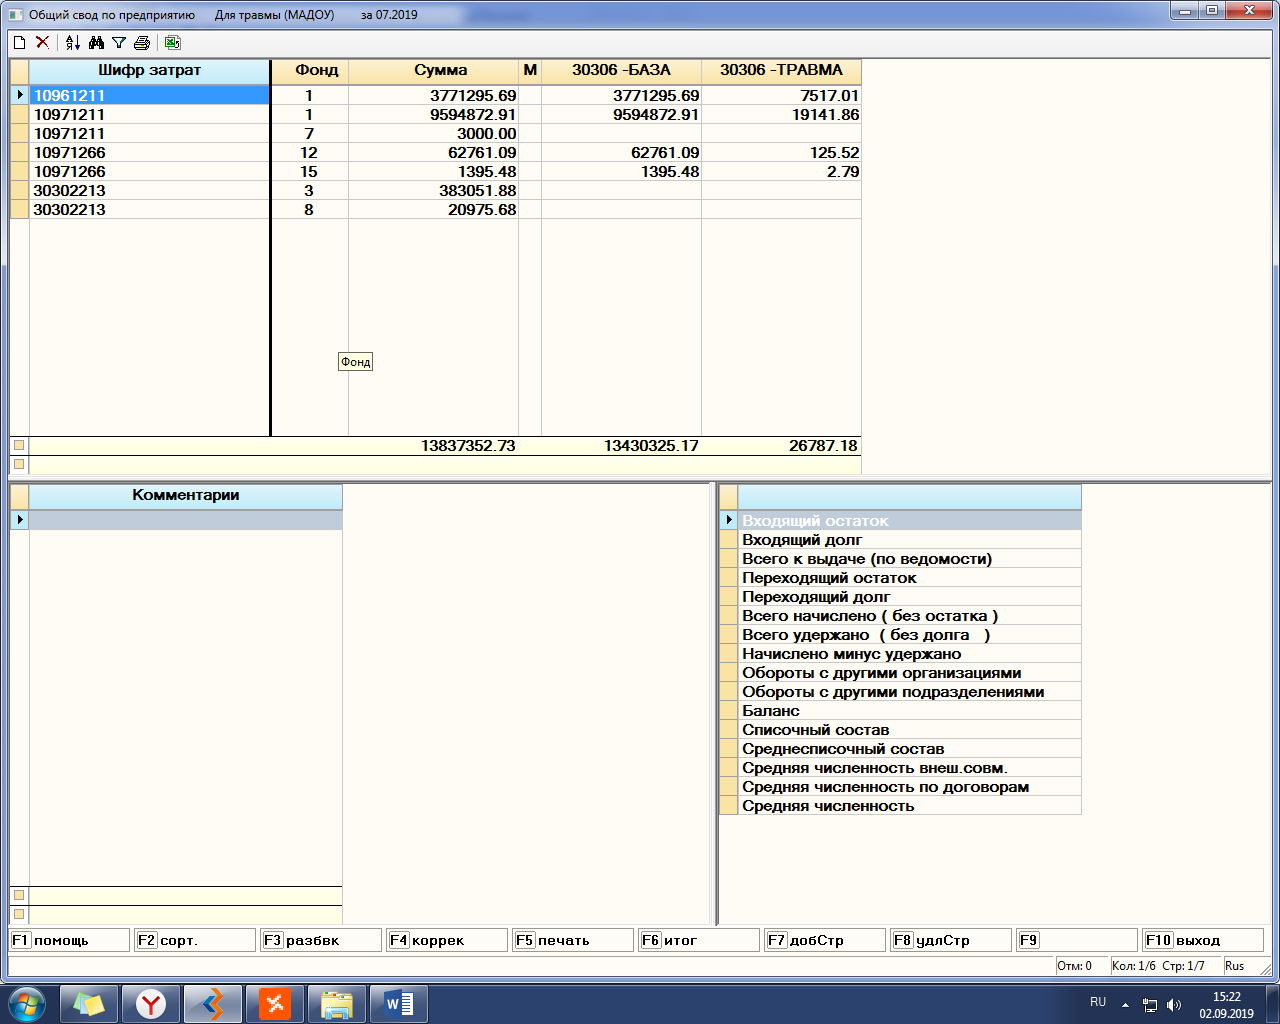 Общий свод по предприятию Для травмы (МАДОУ) за 07.2019
Шифр затрат Фонд Сумма М 30306 -БАЗА 30306 -ТРАВМА
10961211 1 3771295.69 3771295.69 7517.01
10971211 1 9594872.91 9594872.91 19141.86
10971211 7 3000.00
10971266 12 62761.09 62761.09 125.52
10971266 15 1395.48 1395.48 2.79
30302213 3 383051.88
30302213 8 20975.68
Фонд
13837352.73 13430325.17 26787.18
Комментарии
Входящий остаток
Входящий долг
Всего к выдаче (по ведомости)
Переходящий остаток
Переходящий долг
Всего начислено ( без остатка )
Всего удержано ( без долга )
Начислено минус удержано
Обороты с другими организациями
Обороты с другими подразделениями
Баланс
Списочный состав
Среднесписочный состав
Средняя численность внеш.совм.
Средняя численность по договорам
Средняя численность
F1 помощь F2 сорт. F3 разбвк F4 коррек F5 печать F6 итог F7 добСтр F8 удлСтр F9 F10 выход
Отм: 0 Кол: 1/6 Стр: 1/7 Rus
RU 15:22
02.09.2019